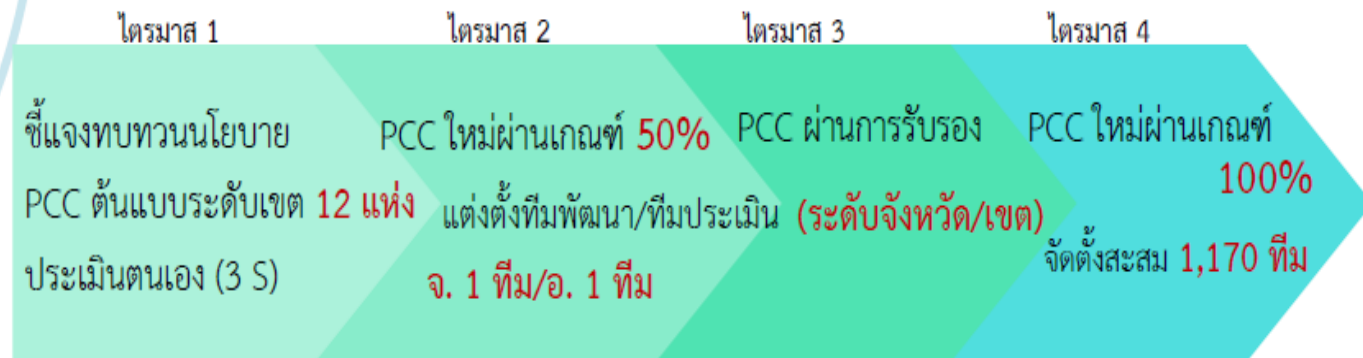 ไตรมาส 1
ไตรมาส 2
ไตรมาส 3
ไตรมาส 4
ชี้แจงทบทวนนโยบาย
PCC ต้นแบบระดับเขต 12 แห่ง
ประเมินตนเอง (3 S)
PCC ใหม่ผ่านเกณฑ์ 50%
แต่งตั้งทีมพัฒนา/ทีมประเมิน
จ. 1 ทีม/อ. 1 ทีม
PCC ผ่านการรับรอง
(ระดับจังหวัด/เขต)
PCC ใหม่ผ่านเกณฑ์
100%
จัดตั้งสะสม 1,170 ทีม